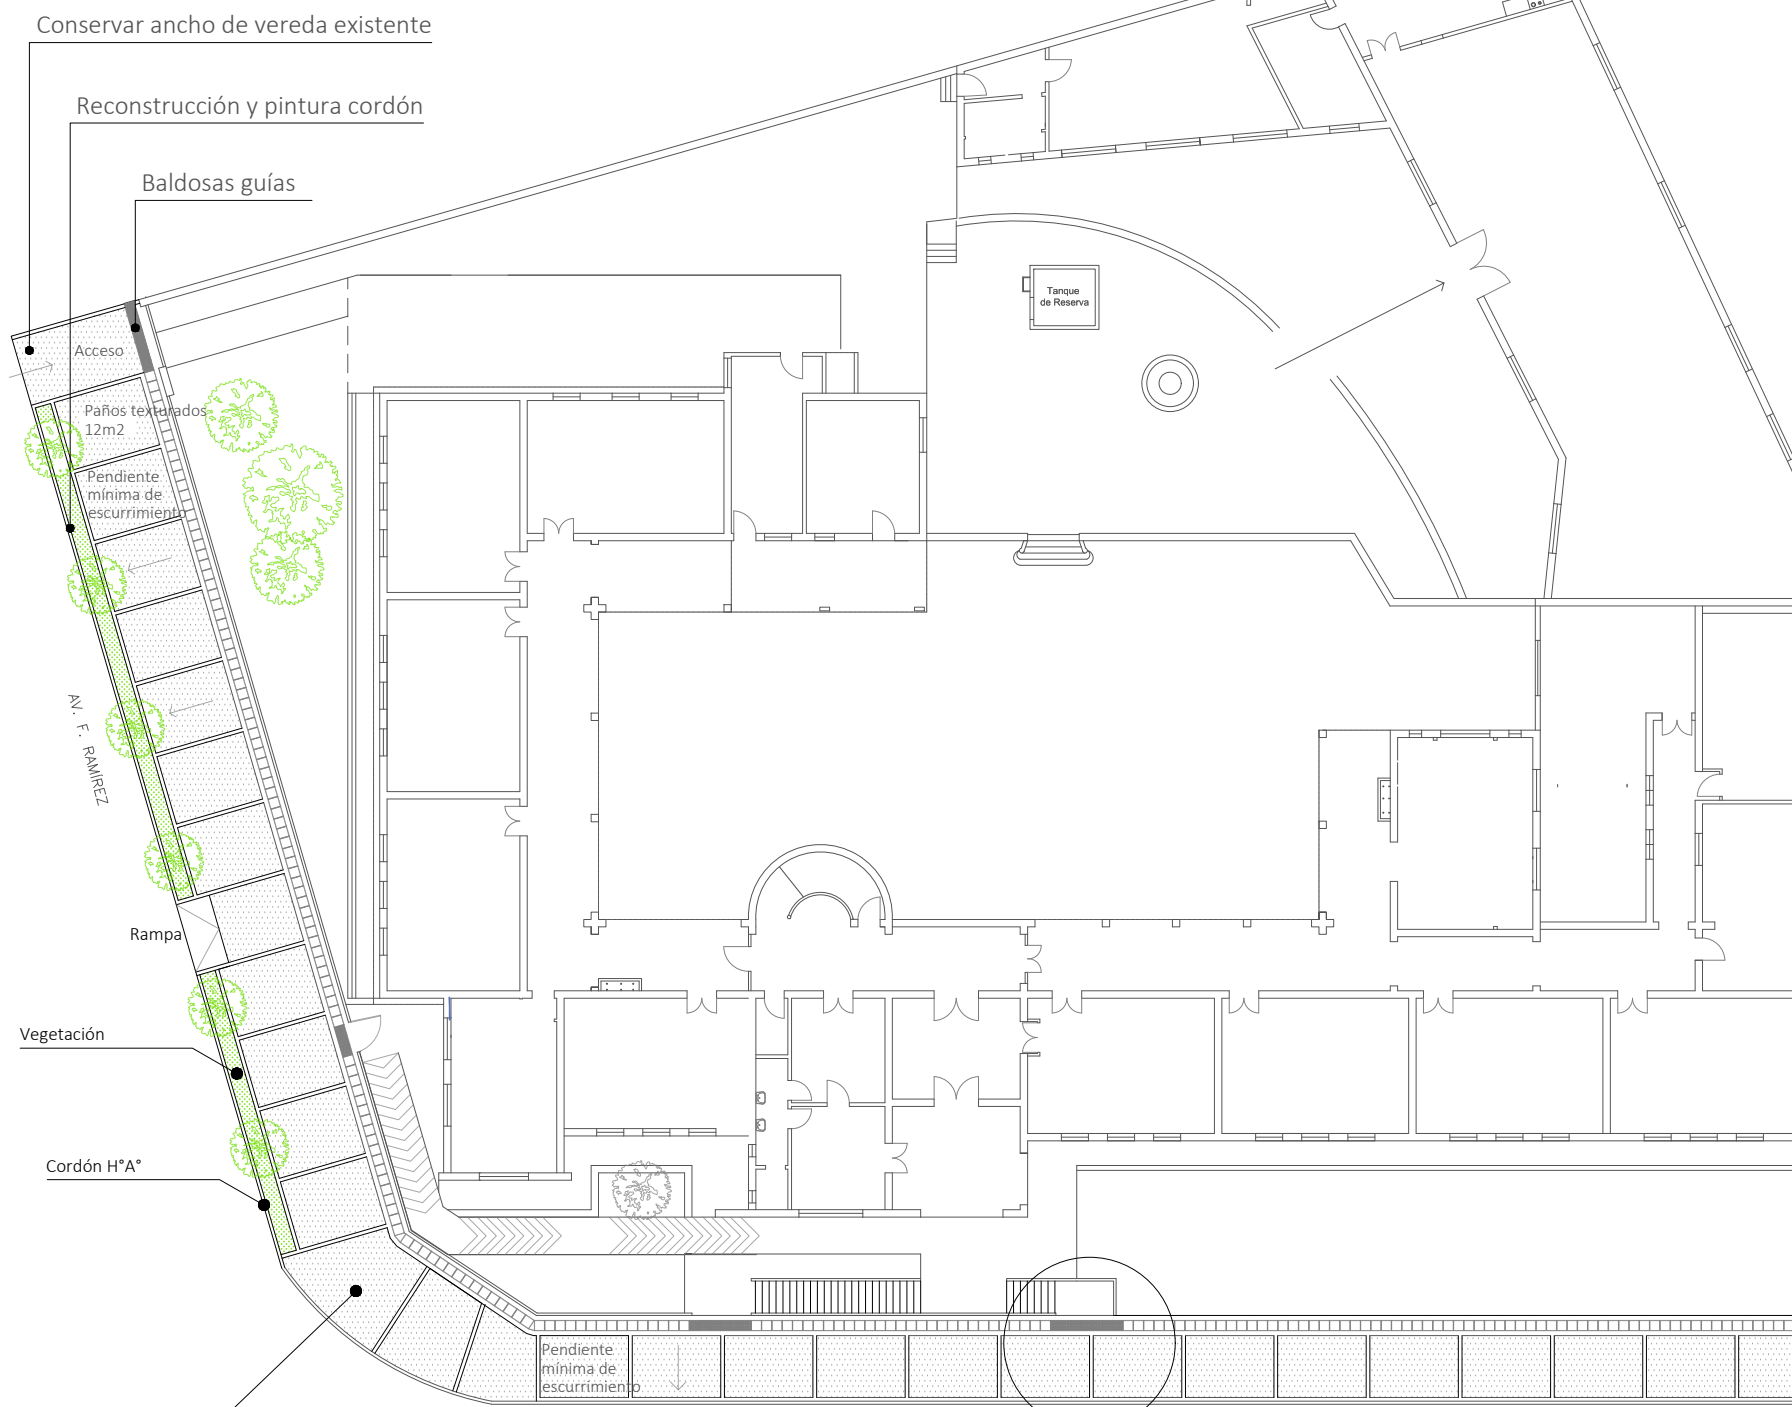 Conservar ancho de vereda existente
Reconstrucción y pintura cordón
Baldosas guías
Tanque
de Reserva
Acceso
Paños texturados
12m2
Pendiente
mínima de
escurrimiento
AV. F. RAMÍREZ
Rampa
Vegetación
Cordón H°A°
Pendiente
mínima de
escurrimiento